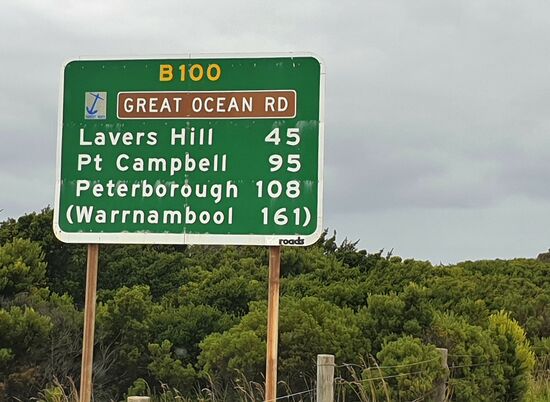 B100
GREAT OCEAN RD
Lavers Hill 45
Pt Campbell 95
Peterborough 108
(Warrnambool 161)
roads